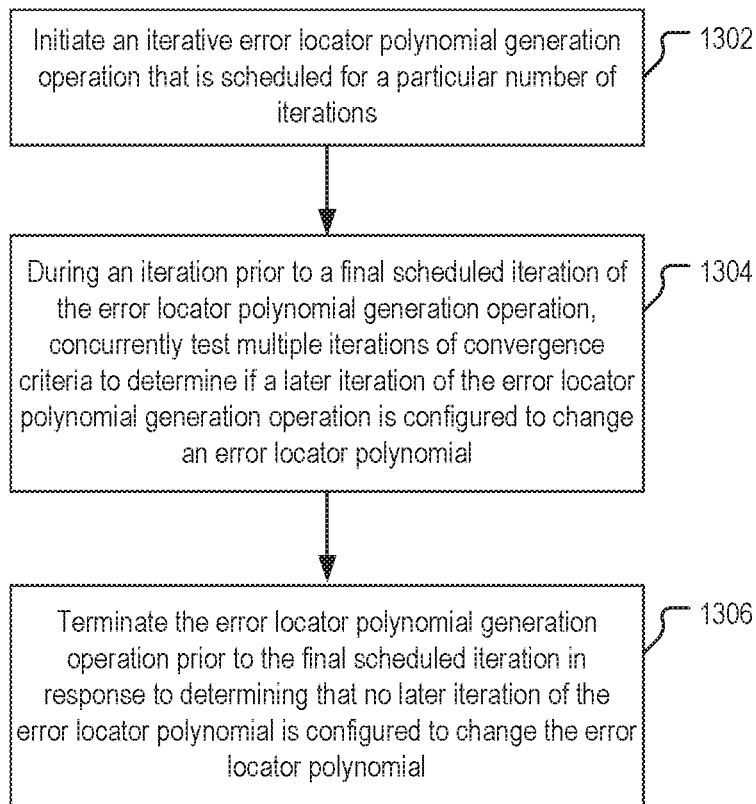 Initiate an iterative error locator polynomial generation
operation that is scheduled for a particular number of
iterations
1302
During an iteration prior to a final scheduled iteration of
the error locator polynomial generation operation,
concurrently test multiple iterations of convergence
criteria to determine if a later iteration of the error locator
polynomial generation operation is configured to change
an error locator polynomial
1304
Terminate the error locator polynomial generation
operation prior to the final scheduled iteration in
response to determining that no later iteration of the
error locator polynomial is configured to change the error
locator polynomial
1306